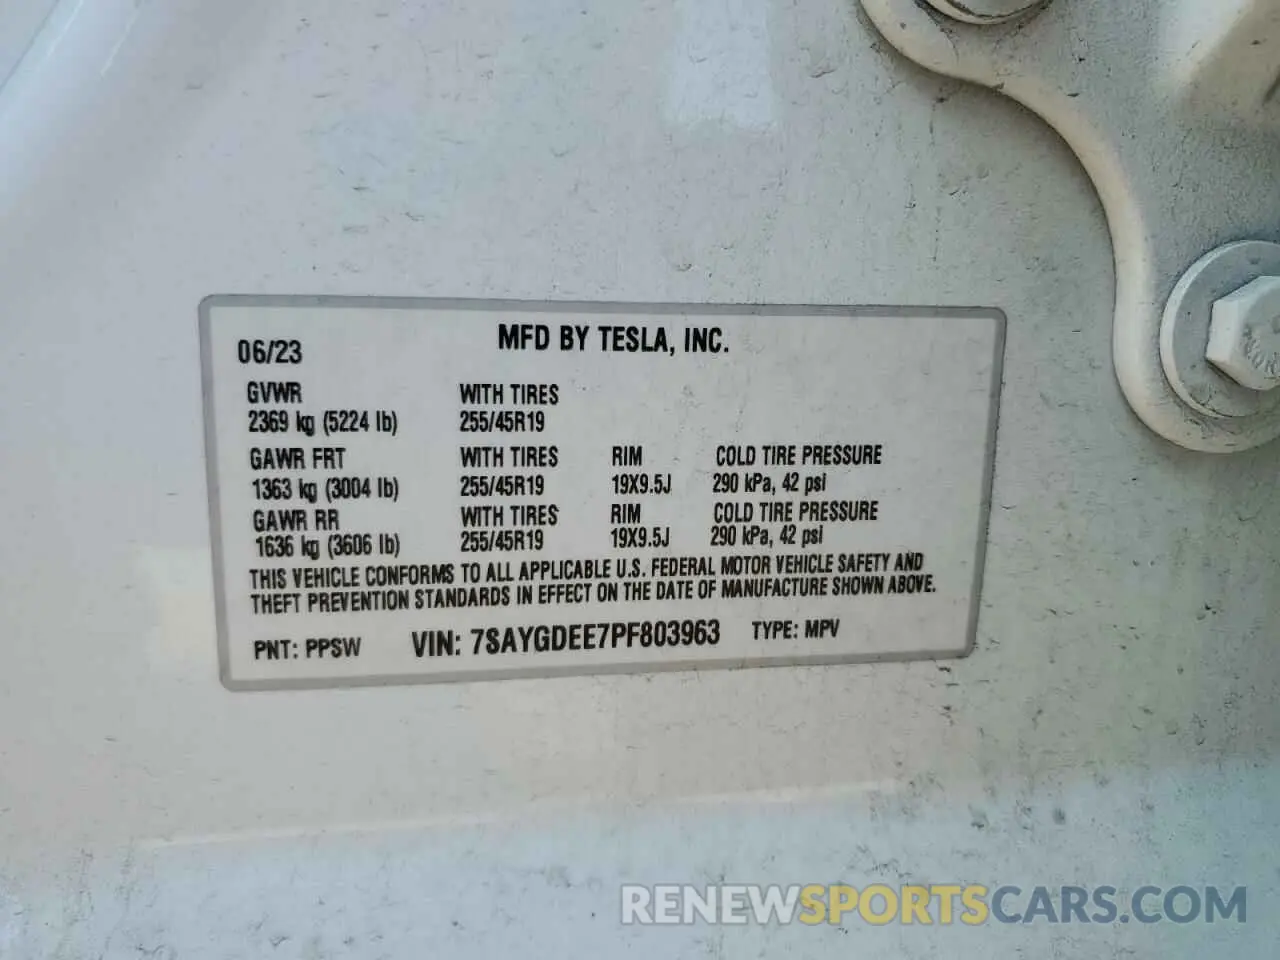 MFD BY TESLA, INC.
06/23
GVWR WITH TIRES
2369 kg (5224 lb) 255/45R19
GAWR FRT WITH TIRES RIM COLD TIRE PRESSURE
1363 kg (3004 lb) 255/45R19 19X9.5J 290 kPa, 42 psi
GAWR RR WITH TIRES RIM COLD TIRE PRESSURE
1636 kg (3606 lb) 255/45R19 19X9.5J 290 kPa, 42 psi
THIS VEHICLE CONFORMS TO ALL APPLICABLE U.S. FEDERAL MOTOR VEHICLE SAFETY AND
THEFT PREVENTION STANDARDS IN EFFECT ON THE DATE OF MANUFACTURE SHOWN ABOVE.
PNT: PPSW VIN: 7SAYGDEE7PF803963 TYPE: MPV
RENEWSPORTSCARS.COM